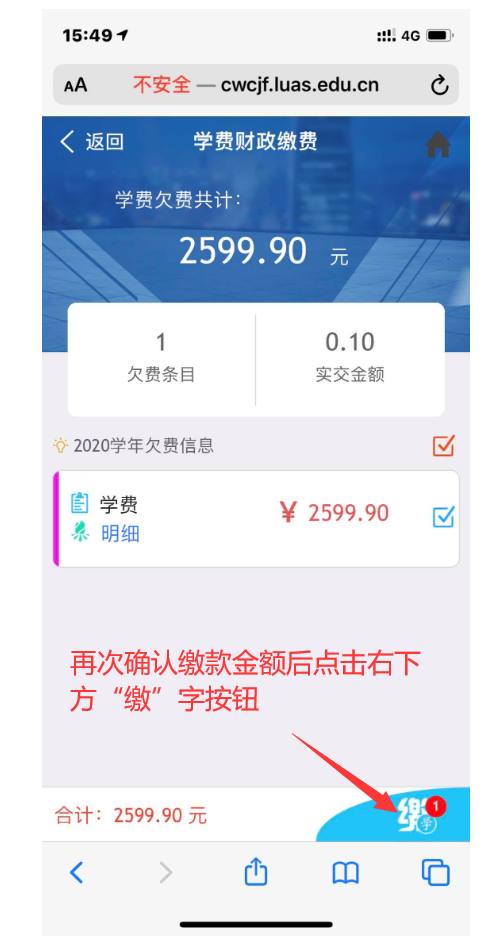 15:49
4G
AA 不安全 — cwcjf.luas.edu.cn
返回 学费财政缴费
学费欠费共计：
2599.90 元
1 0.10
欠费条目 实交金额
2020学年欠费信息
学费 ￥ 2599.90
明细
再次确认缴款金额后点击右下
方“缴”字按钮
合计：2599.90 元
缴 1
学